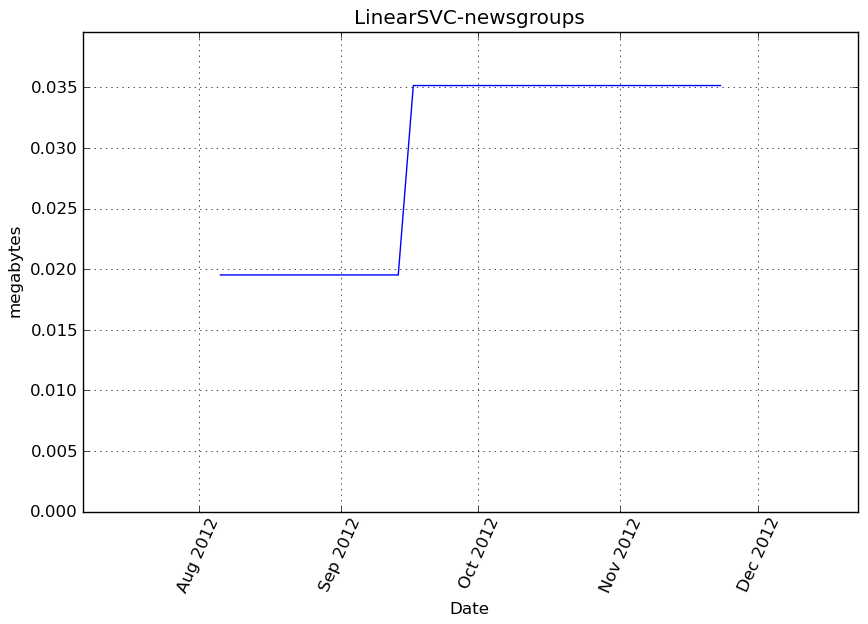 LinearSVC-newsgroups
0.035
0.030
0.025
0.020
0.015
0.010
0.005
0.000
megabytes
Aug 2012
Sep 2012
Oct 2012
Nov 2012
Dec 2012
Date